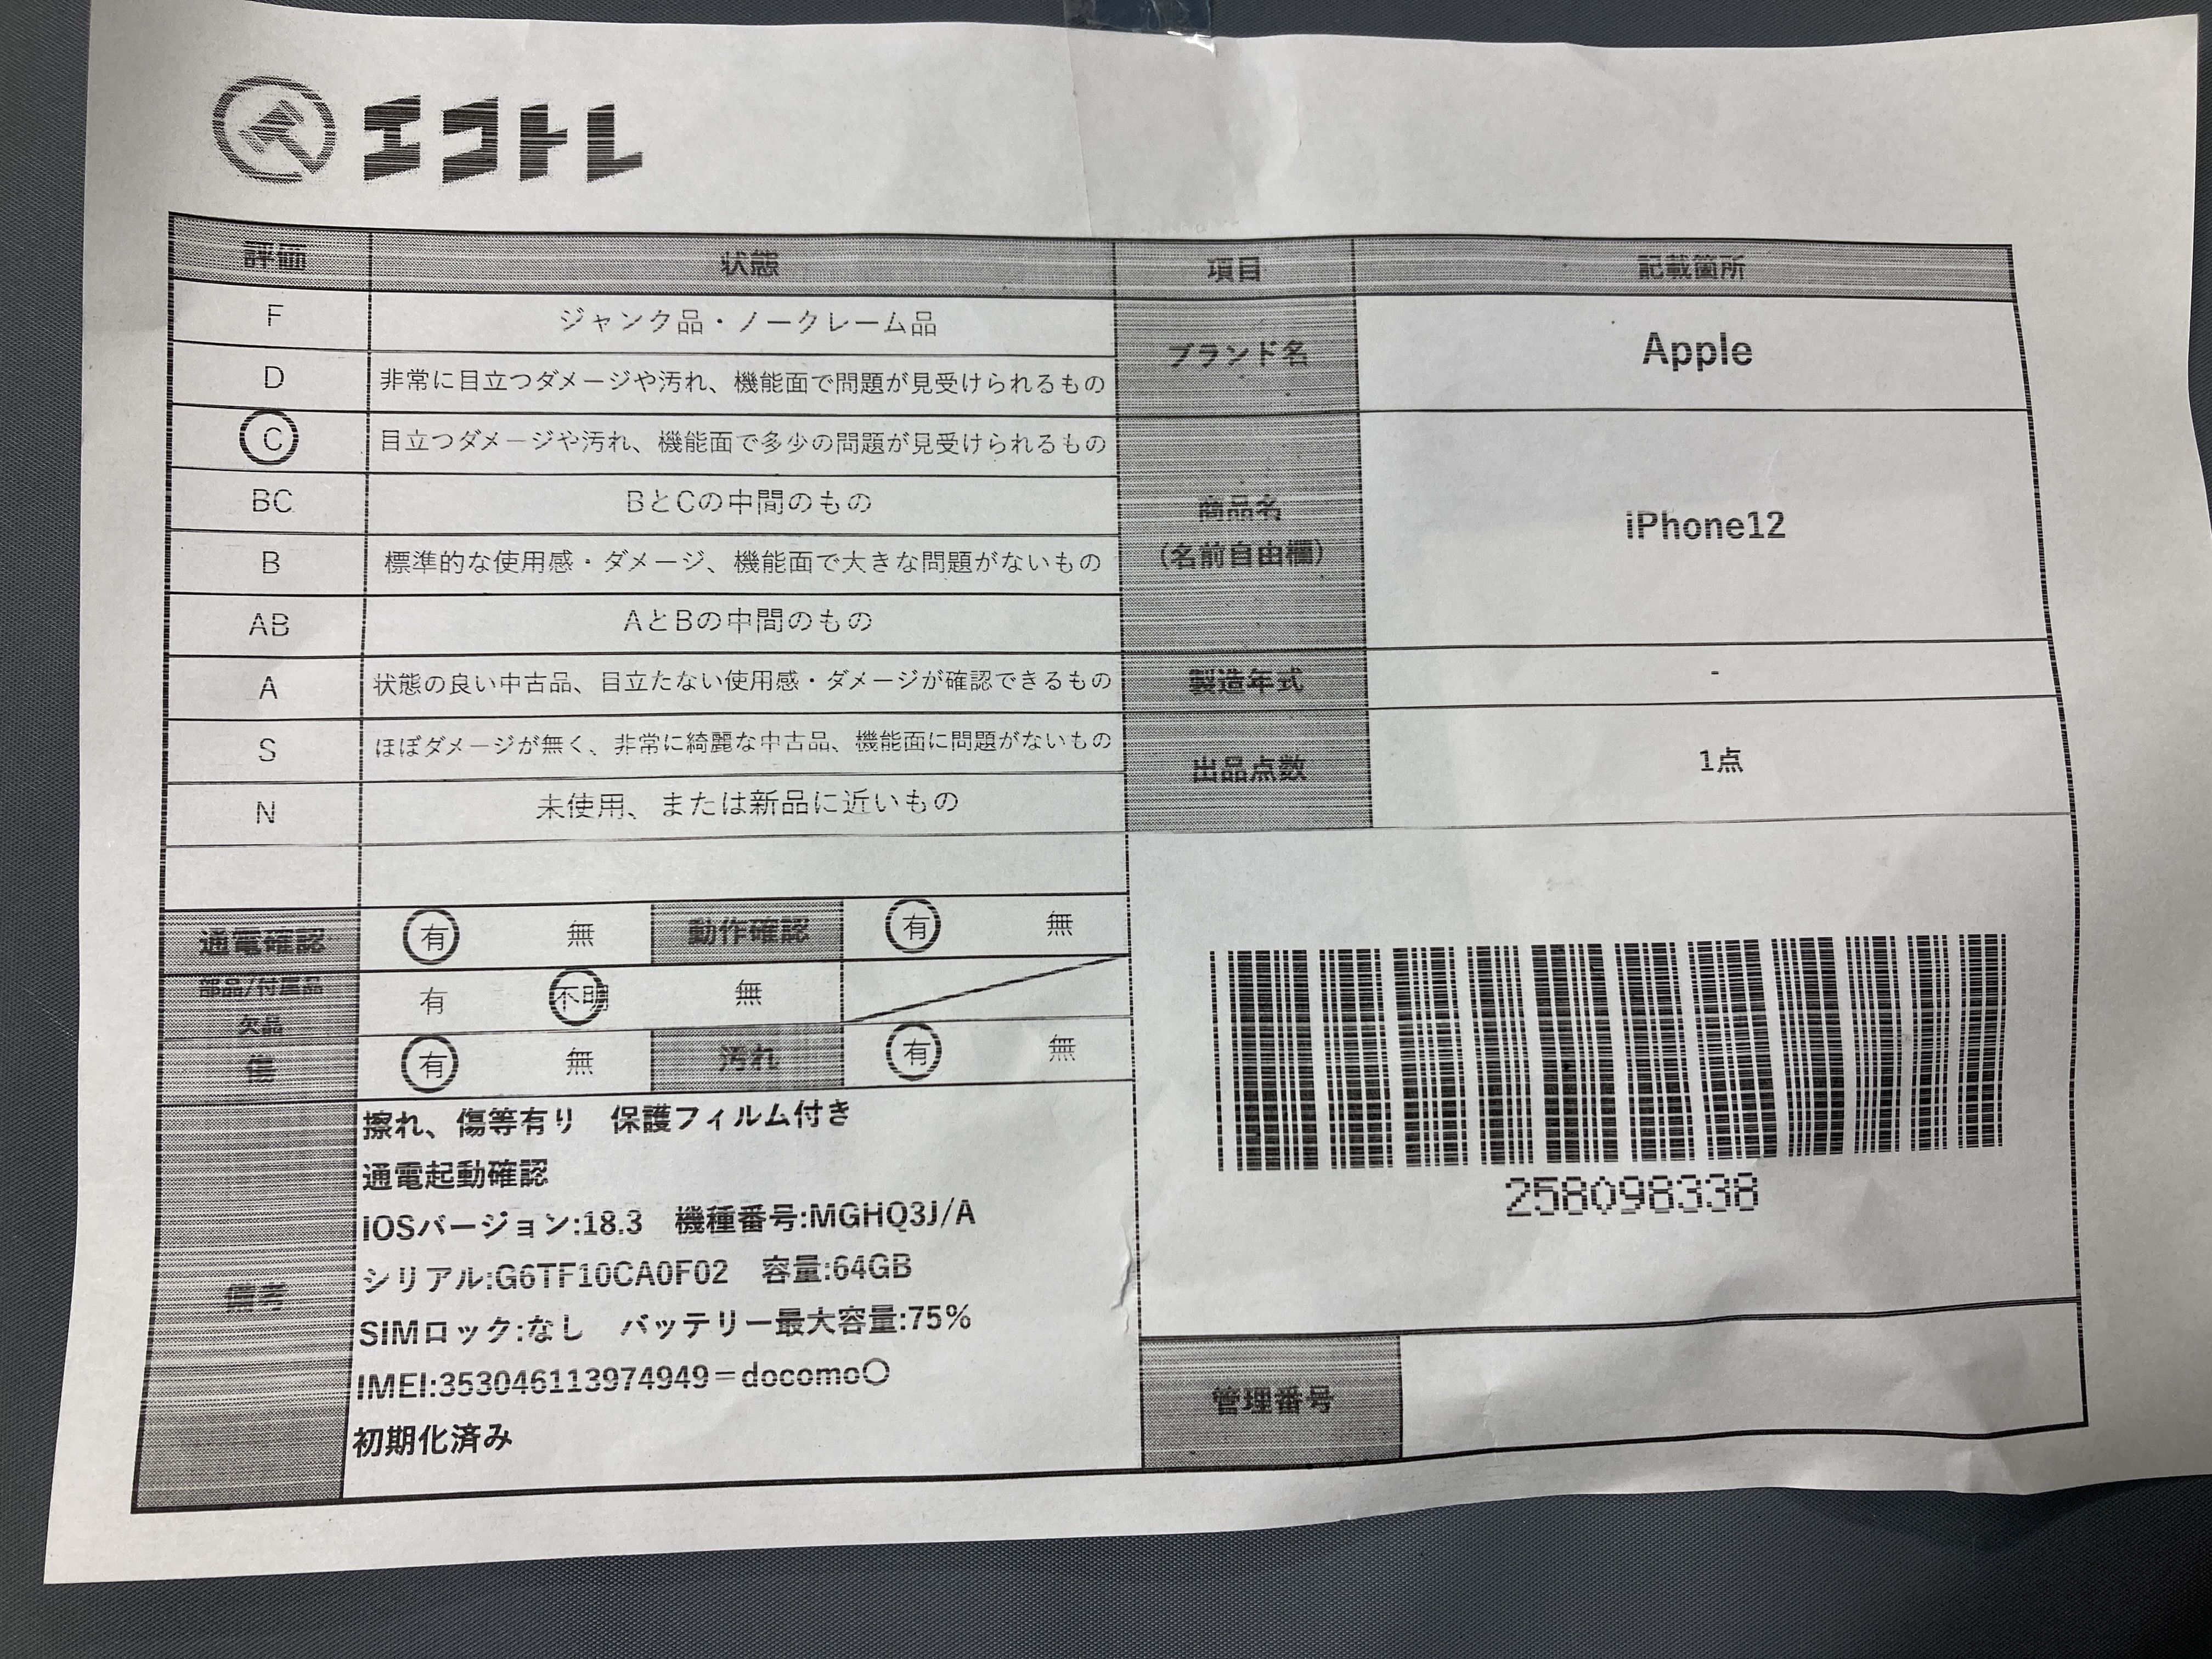 エコトレ
評価 状態 項目 記載箇所
F ジャンク品・ノークレーム品
D 非常に目立つダメージや汚れ、機能面で問題が見受けられるもの
ブランド名 Apple
C 目立つダメージや汚れ、機能面で多少の問題が見受けられるもの
BC BとCの中間のもの
B 標準的な使用感・ダメージ、機能面で大きな問題がないもの
商品名
(名前自由欄)
iPhone12
AB AとBの中間のもの
A 状態の良い中古品、目立たない使用感・ダメージが確認できるもの
製造年式 -
S ほぼダメージが無く、非常に綺麗な中古品、機能面に問題がないもの
出品点数 1点
N 未使用、または新品に近いもの
通電確認 有 無 動作確認 有 無
部品/付属品
欠品
有 不明 無
傷 有 無 汚れ 有 無
備考
擦れ、傷等有り 保護フィルム付き
通電起動確認
iOSバージョン:18.3 機種番号:MGHQ3J/A
シリアル:G6TF10CA0F02 容量:64GB
SIMロック:なし バッテリー最大容量:75%
IMEI:353046113974949＝docomo〇
初期化済み
258098338
管理番号